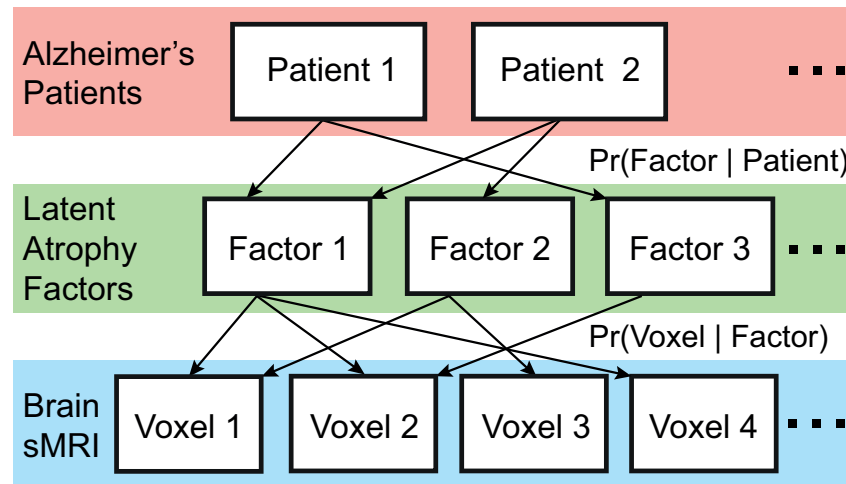 Alzheimer's
Patients
Patient 1
Patient 2
Pr(Factor | Patient)
Latent
Atrophy
Factors
Factor 1
Factor 2
Factor 3
Pr(Voxel | Factor)
Brain
sMRI
Voxel 1
Voxel 2
Voxel 3
Voxel 4